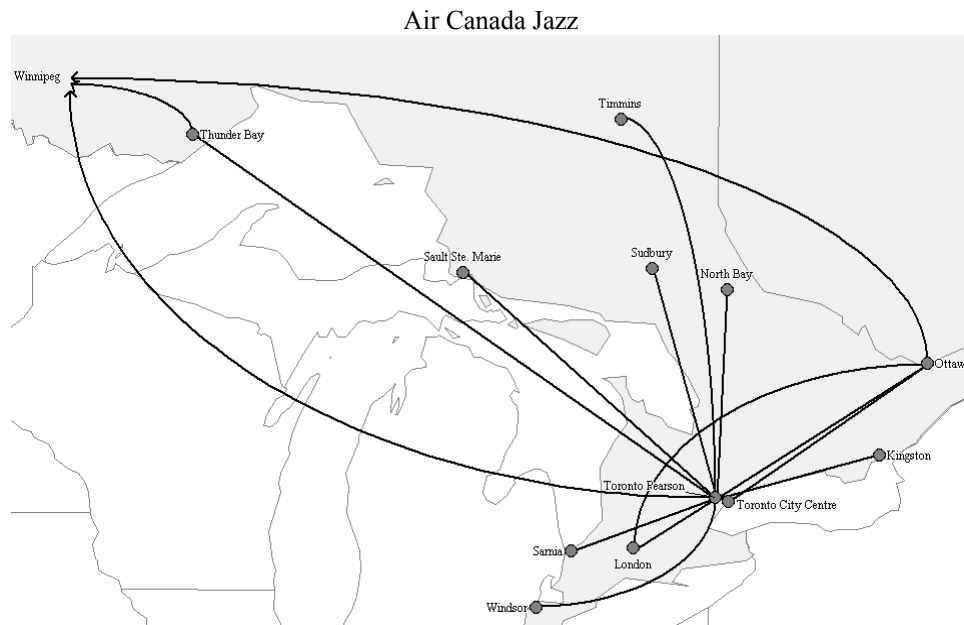 Air Canada Jazz
Winnipeg
Timmins
Thunder Bay
Sault Ste. Marie
Sudbury
North Bay
Ottaw
Kingston
Toronto Pearson
Toronto City Centre
Sarnia
London
Windsor